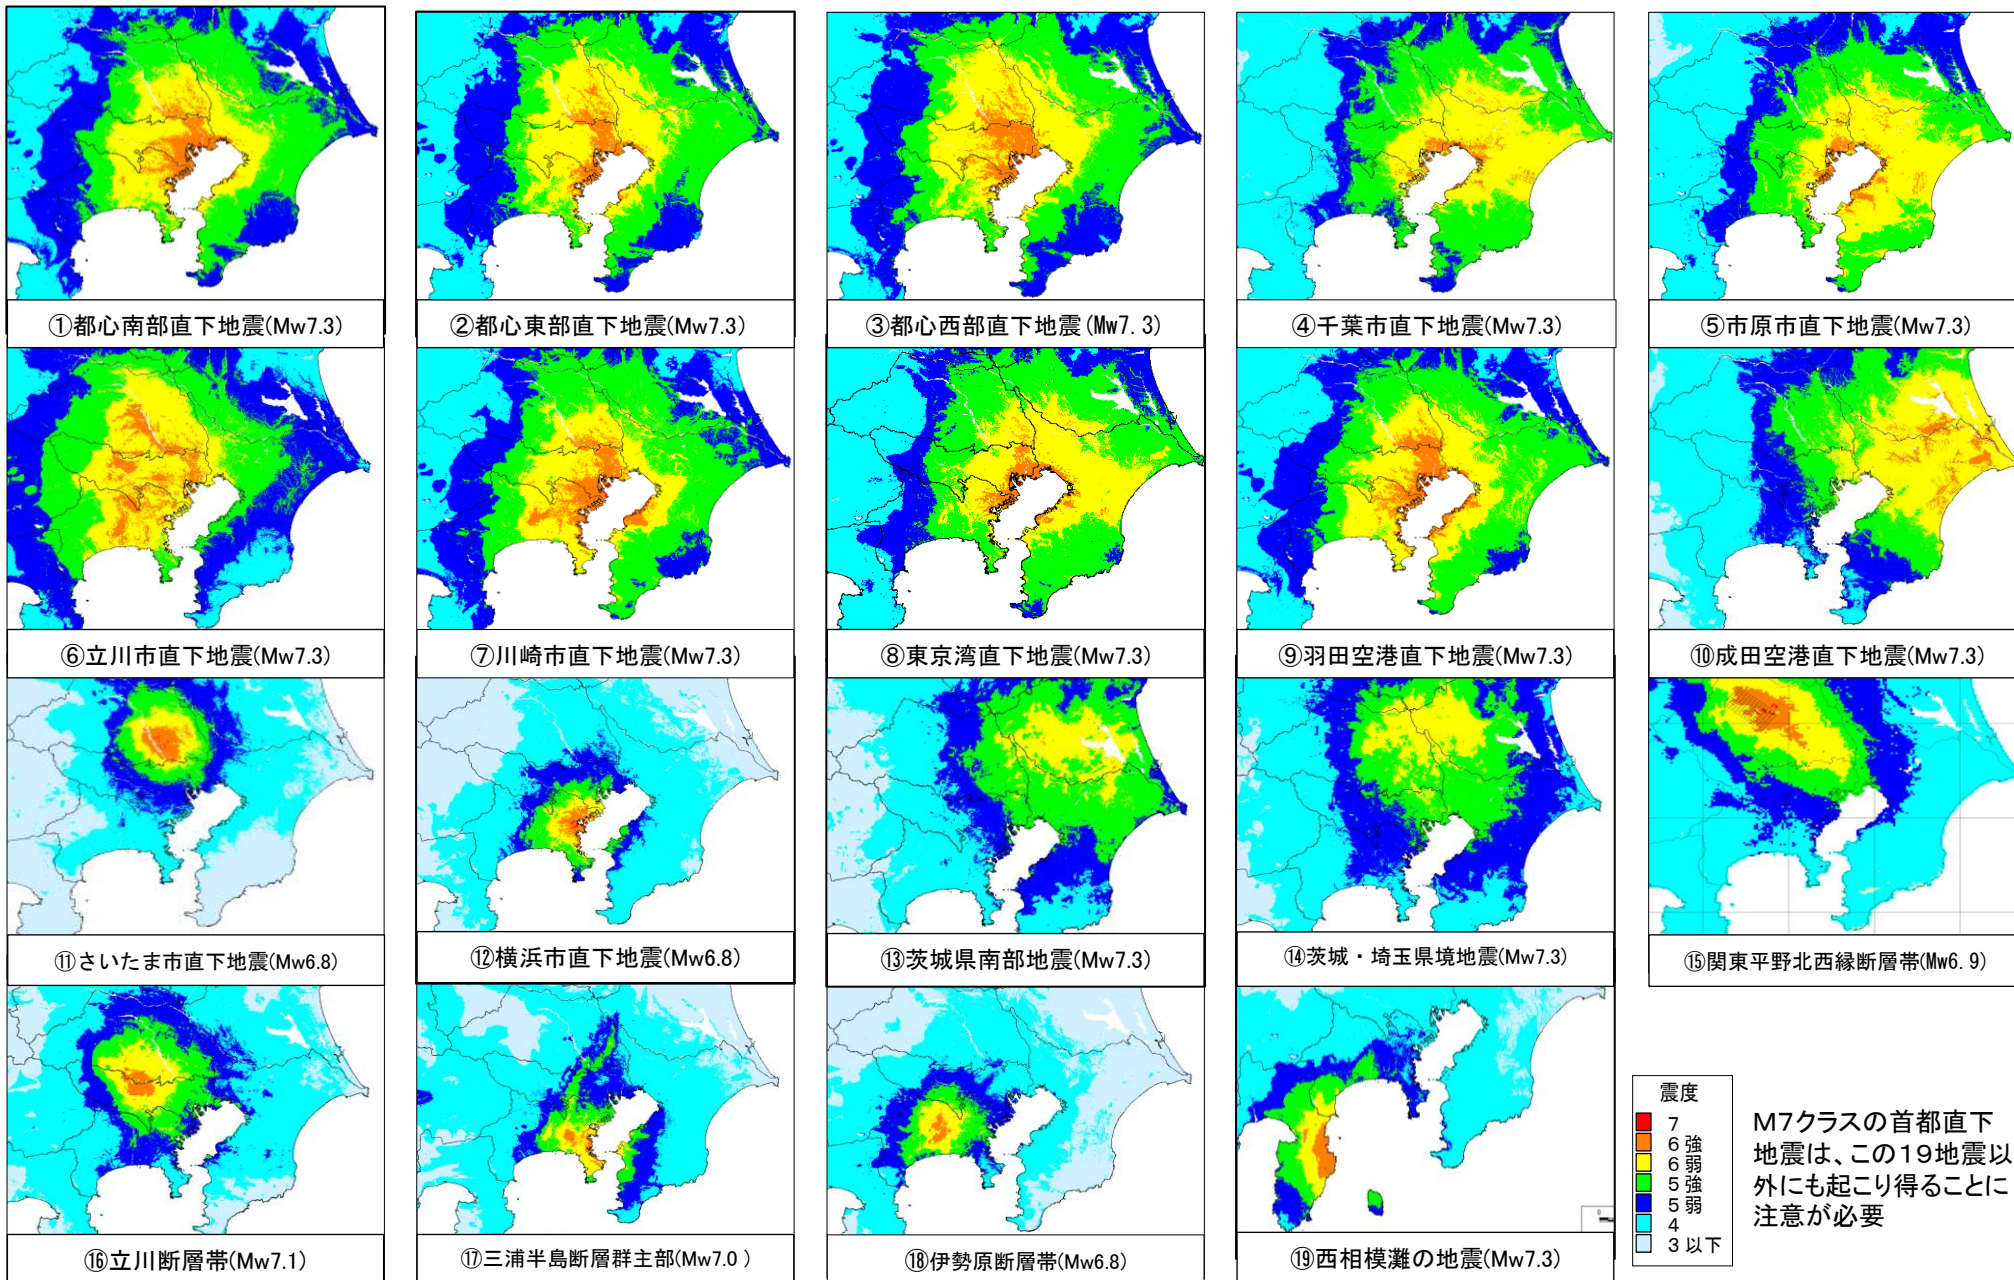 ①都心南部直下地震(Mw7.3)
②都心東部直下地震(Mw7.3)
③都心西部直下地震(Mw7.3)
④千葉市直下地震(Mw7.3)
⑤市原市直下地震(Mw7.3)
⑥立川市直下地震(Mw7.3)
⑦川崎市直下地震(Mw7.3)
⑧東京湾直下地震(Mw7.3)
⑨羽田空港直下地震(Mw7.3)
⑩成田空港直下地震(Mw7.3)
⑪さいたま市直下地震(Mw6.8)
⑫横浜市直下地震(Mw6.8)
⑬茨城県南部地震(Mw7.3)
⑭茨城・埼玉県境地震(Mw7.3)
⑮関東平野北西縁断層帯(Mw6.9)
⑯立川断層帯(Mw7.1)
⑰三浦半島断層群主部(Mw7.0)
⑱伊勢原断層帯(Mw6.8)
⑲西相模灘の地震(Mw7.3)
震度
7
6強
6弱
5強
5弱
4
3以下
M7クラスの首都直下
地震は、この19地震以
外にも起こり得ることに
注意が必要